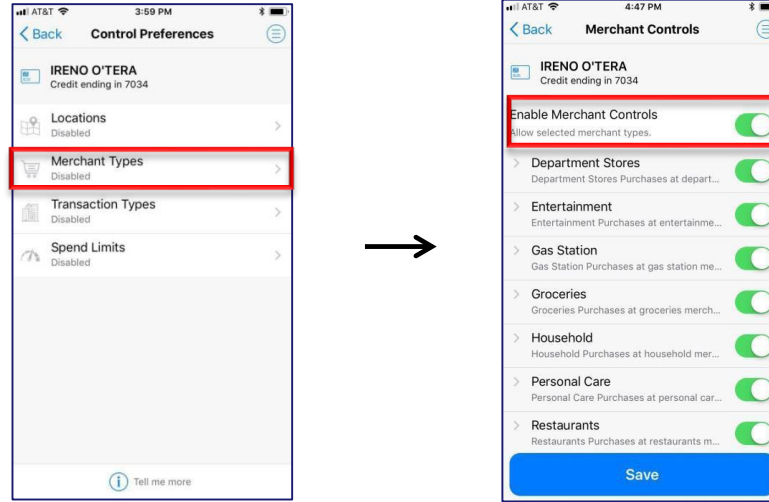 AT&T 3:59 PM
Back Control Preferences
IRENO O'TERA
Credit ending in 7034
Locations
Disabled
Merchant Types
Disabled
Transaction Types
Disabled
Spend Limits
Disabled
Tell me more
AT&T 4:47 PM
Back Merchant Controls
IRENO O'TERA
Credit ending in 7034
Enable Merchant Controls
Allow selected merchant types.
Department Stores
Department Stores Purchases at depart...
Entertainment
Entertainment Purchases at entertainme...
Gas Station
Gas Station Purchases at gas station me...
Groceries
Groceries Purchases at groceries merch...
Household
Household Purchases at household mer...
Personal Care
Personal Care Purchases at personal car...
Restaurants
Restaurants Purchases at restaurants m...
Save